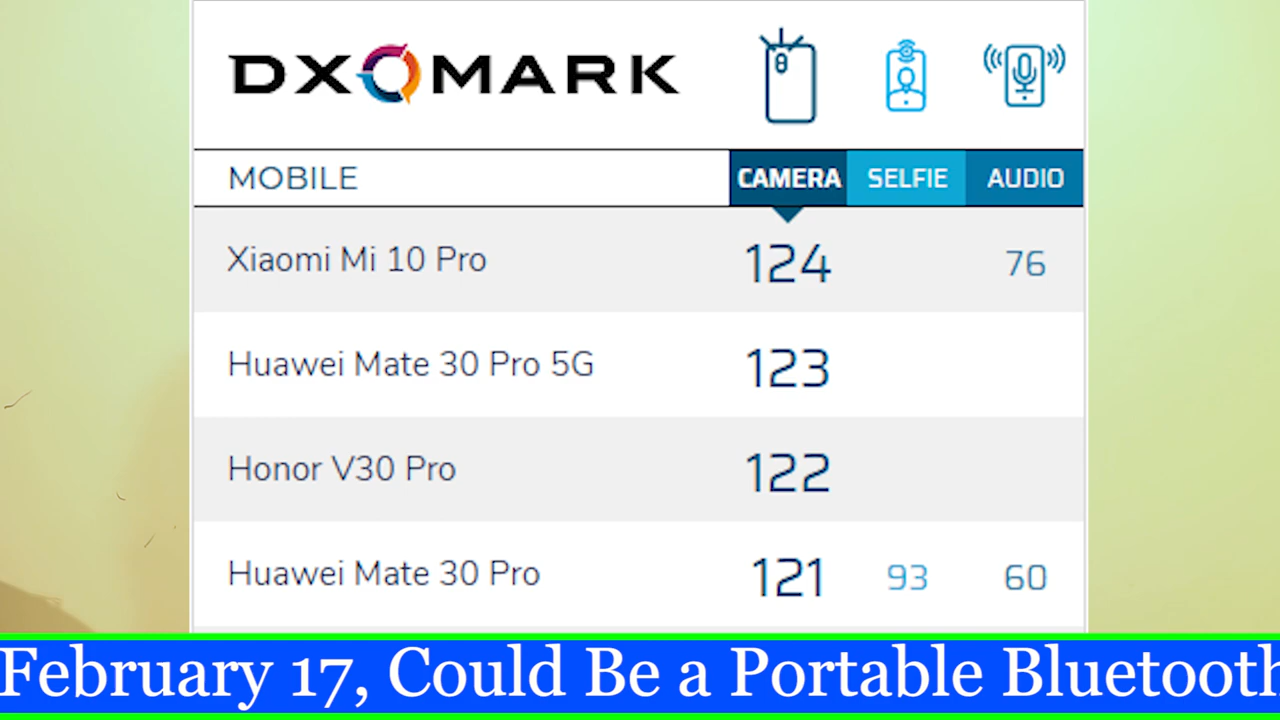 DXOMARK
MOBILE CAMERA SELFIE AUDIO
Xiaomi Mi 10 Pro 124 76
Huawei Mate 30 Pro 5G 123
Honor V30 Pro 122
Huawei Mate 30 Pro 121 93 60
February 17, Could Be a Portable Bluetooth